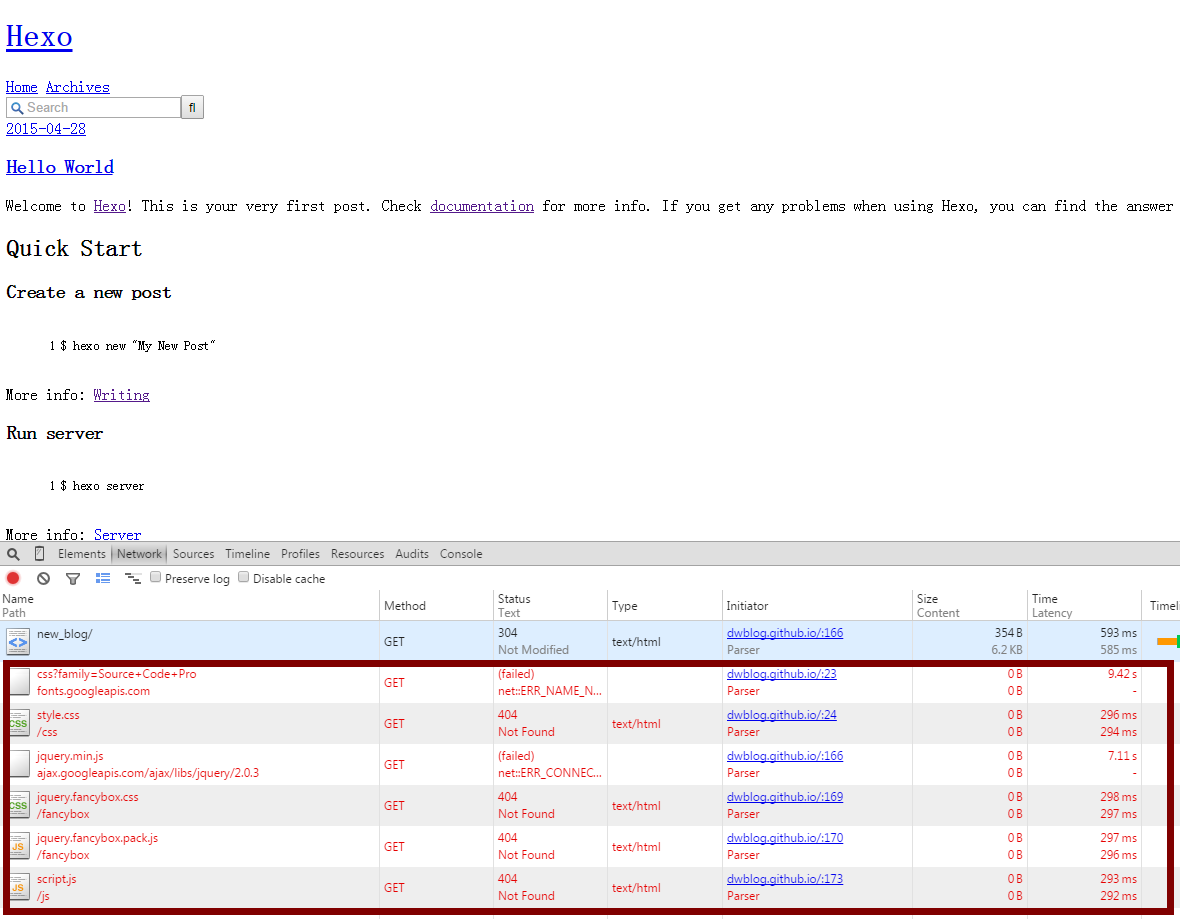 Hexo
Home Archives
Search fl
2015-04-28
Hello World
Welcome to Hexo! This is your very first post. Check documentation for more info. If you get any problems when using Hexo, you can find the answer
Quick Start
Create a new post
1 $ hexo new "My New Post"
More info: Writing
Run server
1 $ hexo server
More info: Server
Elements Network Sources Timeline Profiles Resources Audits Console
Preserve log Disable cache
Name Method Status Type Initiator Size Time Timeli
Path Text Content Latency
new_blog/ GET 304 text/html dwblog.github.io/:166 354 B 593 ms
Not Modified Parser 6.2 KB 585 ms
css?family=Source+Code+Pro GET (failed) dwblog.github.io/:23 0 B 9.42 s
fonts.googleapis.com net::ERR_NAME_N... Parser 0 B -
style.css GET 404 text/html dwblog.github.io/:24 0 B 296 ms
/css Not Found Parser 0 B 294 ms
jquery.min.js GET (failed) dwblog.github.io/:166 0 B 7.11 s
ajax.googleapis.com/ajax/libs/jquery/2.0.3 net::ERR_CONNEC... Parser 0 B -
jquery.fancybox.css GET 404 text/html dwblog.github.io/:169 0 B 298 ms
/fancybox Not Found Parser 0 B 297 ms
jquery.fancybox.pack.js GET 404 text/html dwblog.github.io/:170 0 B 297 ms
/fancybox Not Found Parser 0 B 296 ms
script.js GET 404 text/html dwblog.github.io/:173 0 B 293 ms
/js Not Found Parser 0 B 292 ms